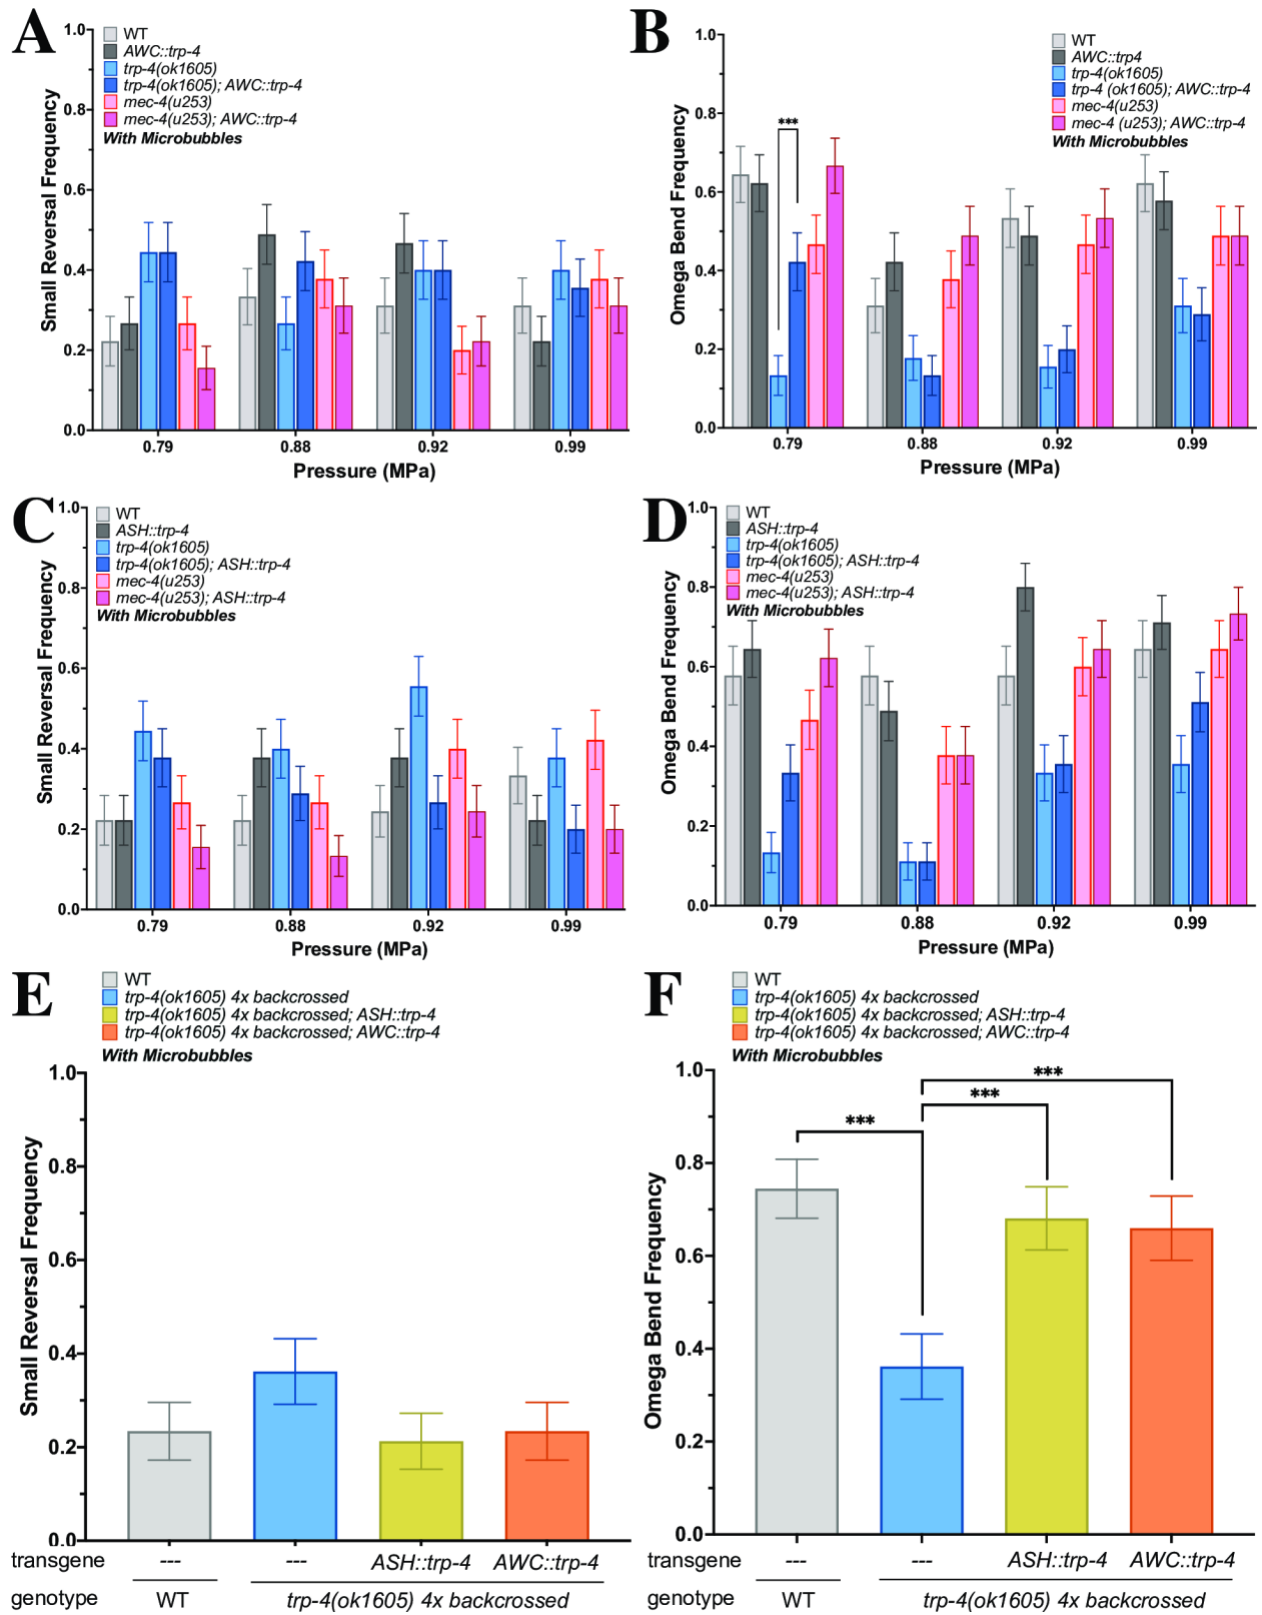 A
WT
AWC::trp-4
trp-4(ok1605)
trp-4(ok1605); AWC::trp-4
mec-4(u253)
mec-4(u253); AWC::trp-4
With Microbubbles
Small Reversal Frequency
1.0
0.8
0.6
0.4
0.2
0.0
0.79 0.88 0.92 0.99
Pressure (MPa)
B
WT
AWC::trp4
trp-4(ok1605)
trp-4 (ok1605); AWC::trp-4
mec-4(u253)
mec-4 (u253); AWC::trp-4
With Microbubbles
Omega Bend Frequency
1.0
0.8
0.6
0.4
0.2
0.0
***
0.79 0.88 0.92 0.99
Pressure (MPa)
C
WT
ASH::trp-4
trp-4(ok1605)
trp-4(ok1605); ASH::trp-4
mec-4(u253)
mec-4(u253); ASH::trp-4
With Microbubbles
Small Reversal Frequency
1.0
0.8
0.6
0.4
0.2
0.0
0.79 0.88 0.92 0.99
Pressure (MPa)
D
WT
ASH::trp-4
trp-4(ok1605)
trp-4(ok1605); ASH::trp-4
mec-4(u253)
mec-4(u253); ASH::trp-4
With Microbubbles
Omega Bend Frequency
1.0
0.8
0.6
0.4
0.2
0.0
0.79 0.88 0.92 0.99
Pressure (MPa)
E
WT
trp-4(ok1605) 4x backcrossed
trp-4(ok1605) 4x backcrossed; ASH::trp-4
trp-4(ok1605) 4x backcrossed; AWC::trp-4
With Microbubbles
Small Reversal Frequency
1.0
0.8
0.6
0.4
0.2
0.0
transgene --- --- ASH::trp-4 AWC::trp-4
genotype WT trp-4(ok1605) 4x backcrossed
F
WT
trp-4(ok1605) 4x backcrossed
trp-4(ok1605) 4x backcrossed; ASH::trp-4
trp-4(ok1605) 4x backcrossed; AWC::trp-4
With Microbubbles
Omega Bend Frequency
1.0
0.8
0.6
0.4
0.2
0.0
***
***
***
transgene --- --- ASH::trp-4 AWC::trp-4
genotype WT trp-4(ok1605) 4x backcrossed